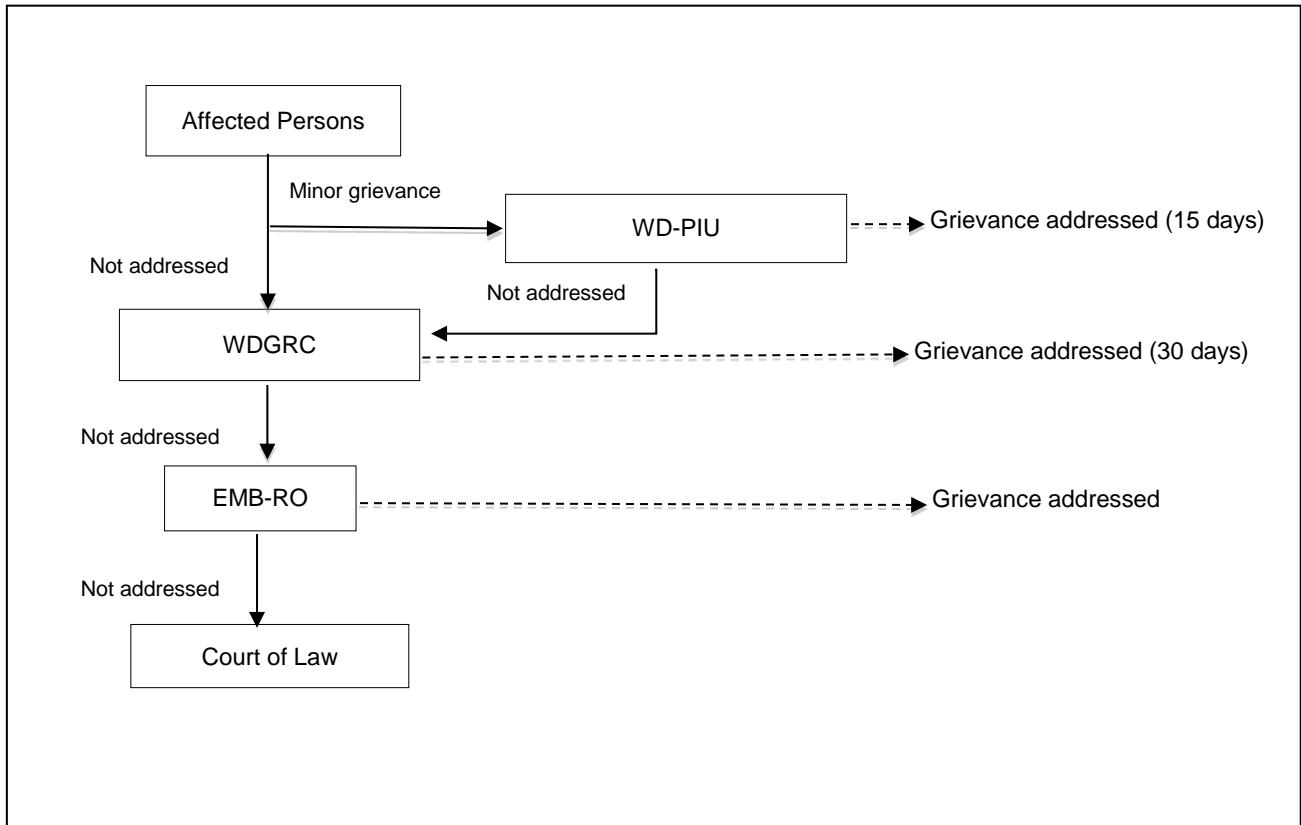 Affected Persons
Minor grievance
WD-PIU
Grievance addressed (15 days)
Not addressed
Not addressed
WDGRC
Grievance addressed (30 days)
Not addressed
EMB-RO
Grievance addressed
Not addressed
Court of Law